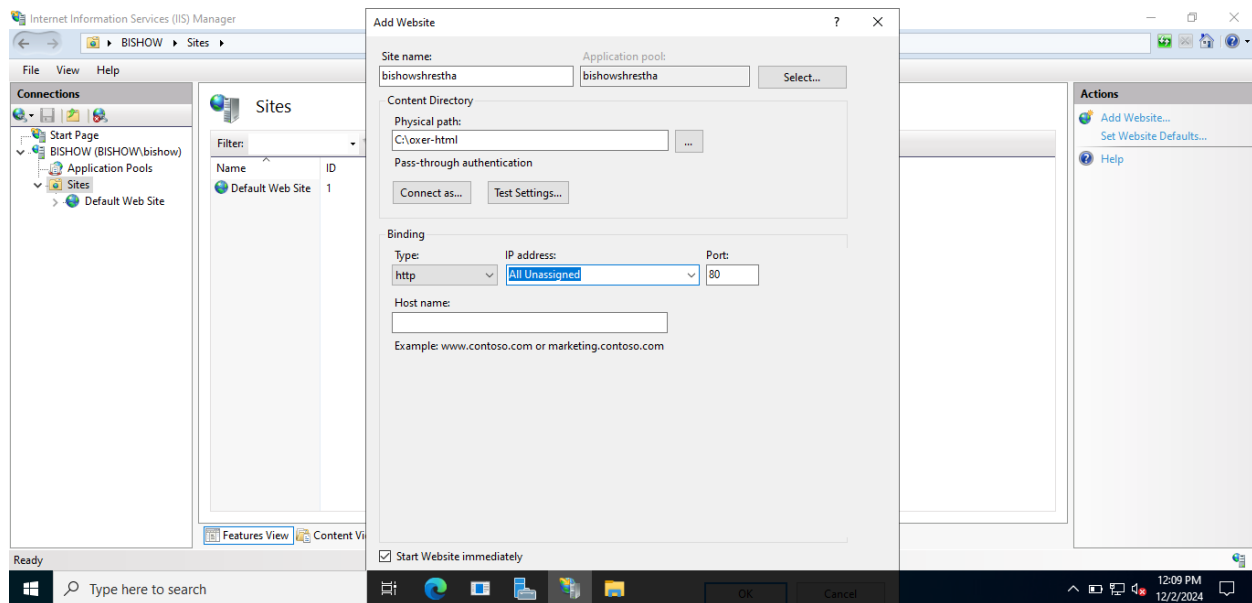 Internet Information Services (IIS) Manager
BISHOW
Sites
File View Help
Connections
Start Page
BISHOW (BISHOW\bishow)
Application Pools
Sites
Default Web Site
Sites
Filter:
Name ID
Default Web Site 1
Features View
Content Vi
Add Website
?
Site name:
Application pool:
bishowshrestha
bishowshrestha
Select...
Content Directory
Physical path:
C:\oxer-html
...
Pass-through authentication
Connect as...
Test Settings...
Binding
Type:
IP address:
Port:
http
All Unassigned
80
Host name:
Example: www.contoso.com or marketing.contoso.com
Start Website immediately
OK
Cancel
Actions
Add Website...
Set Website Defaults...
Help
Ready
Type here to search
12:09 PM
12/2/2024